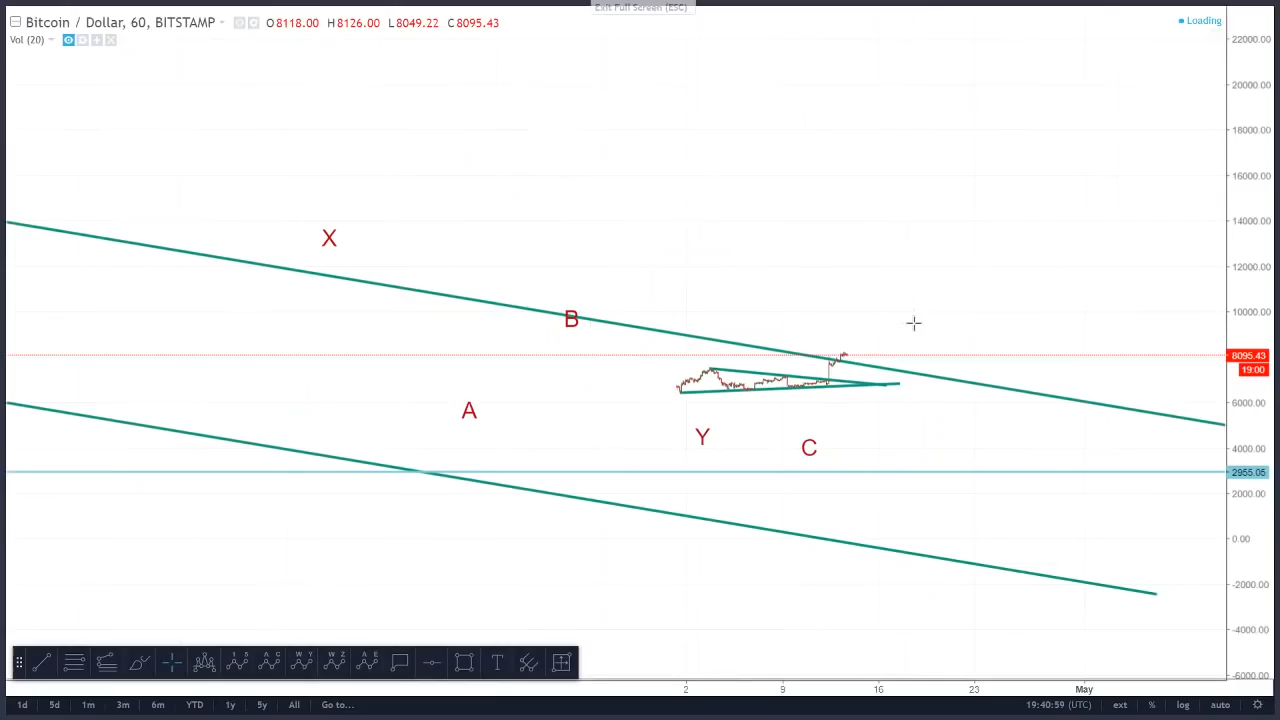 Exit Full Screen (ESC)
Bitcoin / Dollar, 60, BITSTAMP O8118.00 H8126.00 L8049.22 C8095.43
Loading
Vol (20)
22000.00
20000.00
18000.00
16000.00
14000.00
12000.00
10000.00
8095.43
19:00
6000.00
4000.00
2955.05
2000.00
0.00
-2000.00
-4000.00
-6000.00
X
B
A
Y
C
1 5 A C W Y W Z A E
T
2 9 16 23 May
1d 5d 1m 3m 6m YTD 1y 5y All Go to... 19:40:59 (UTC) ext % log auto